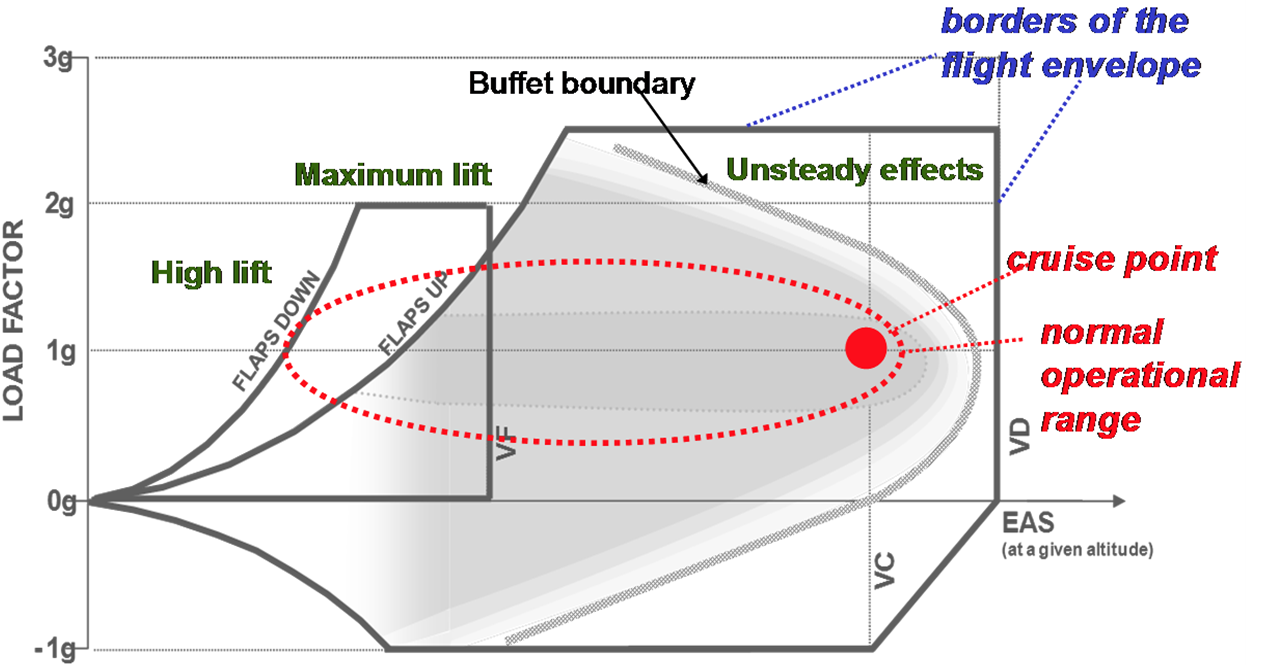 borders of the
flight envelope
3g
Buffet boundary
Unsteady effects
Maximum lift
2g
High lift
cruise point
FLAPS DOWN
FLAPS UP
LOAD FACTOR
1g
normal
operational
range
VF
VD
0g
EAS
(at a given altitude)
VC
-1g